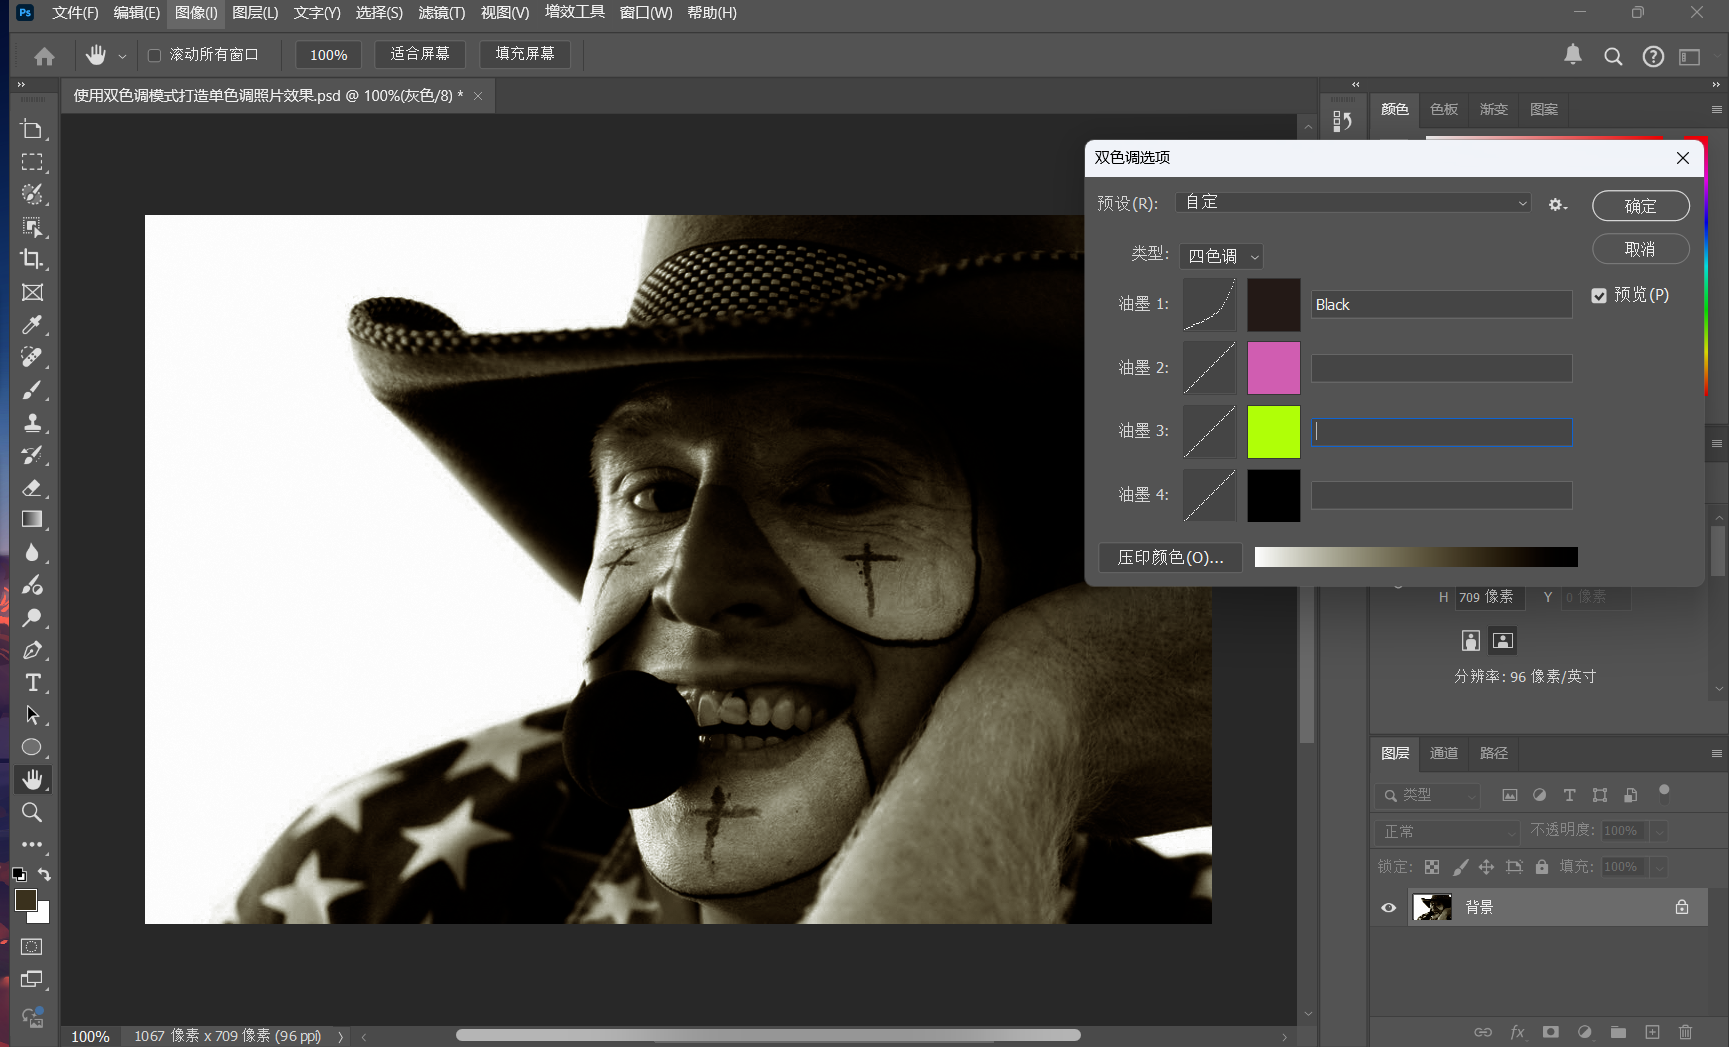 Ps 文件(F) 编辑(E) 图像(I) 图层(L) 文字(Y) 选择(S) 滤镜(T) 视图(V) 增效工具 窗口(W) 帮助(H)
滚动所有窗口 100% 适合屏幕 填充屏幕
使用双色调模式打造单色调照片效果.psd @ 100%(灰色/8) *
颜色 色板 渐变 图案
双色调选项
预设(R): 自定
确定
类型: 四色调
取消
油墨 1: Black
预览(P)
油墨 2:
油墨 3:
油墨 4:
压印颜色(O)...
H 709 像素 Y 0 像素
分辨率: 96 像素/英寸
图层 通道 路径
类型
正常 不透明度: 100%
锁定: 填充: 100%
背景
fx
100% 1067 像素 x 709 像素 (96 ppi)